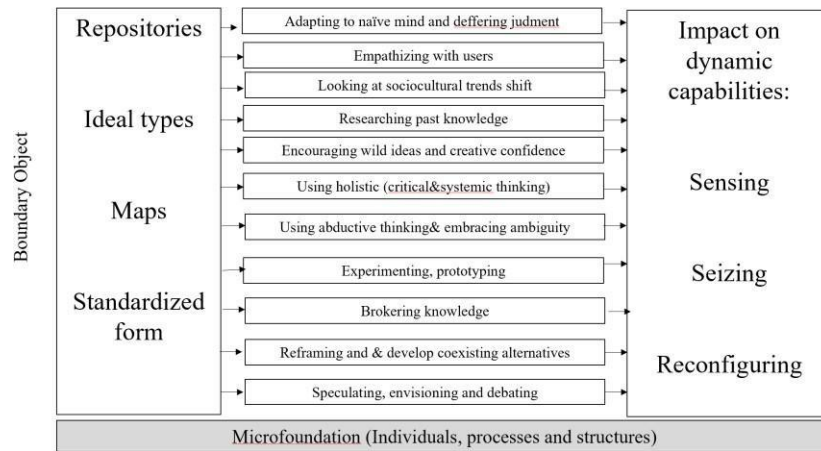 Boundary Object
Repositories
Ideal types
Maps
Standardized
form
Adapting to naïve mind and deffering judment
Empathizing with users
Looking at sociocultural trends shift
Researching past knowledge
Encouraging wild ideas and creative confidence
Using holistic (critical&systemic thinking)
Using abductive thinking& embracing ambiguity
Experimenting, prototyping
Brokering knowledge
Reframing and & develop coexisting alternatives
Speculating, envisioning and debating
Impact on
dynamic
capabilities:
Sensing
Seizing
Reconfiguring
Microfoundation (Individuals, processes and structures)